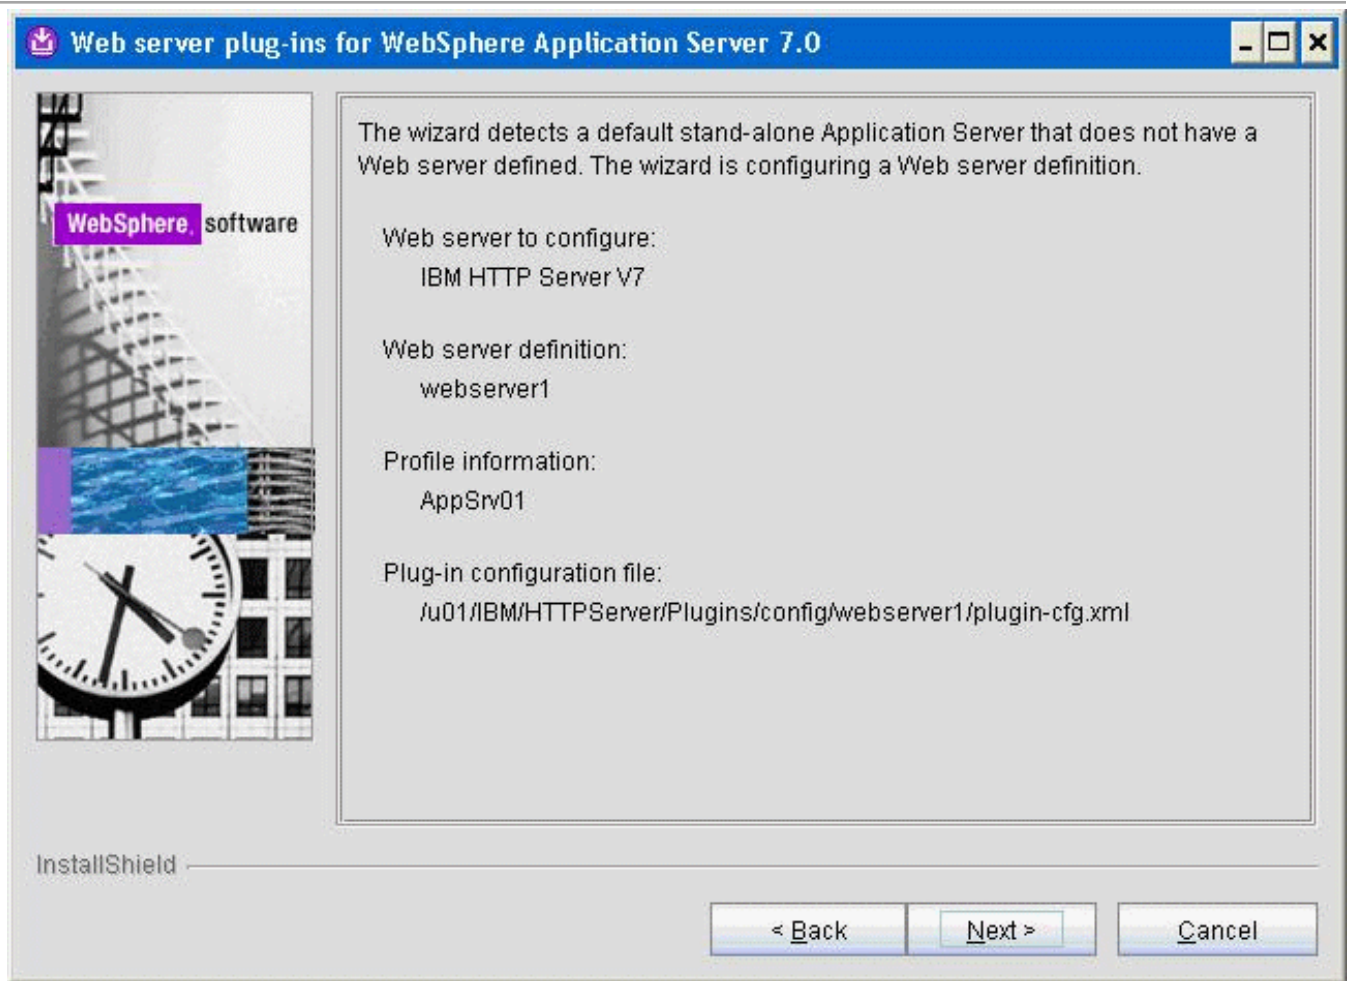 Web server plug-ins for WebSphere Application Server 7.0
WebSphere. software
The wizard detects a default stand-alone Application Server that does not have a
Web server defined. The wizard is configuring a Web server definition.
Web server to configure:
IBM HTTP Server V7
Web server definition:
webserver1
Profile information:
AppSrv01
Plug-in configuration file:
/u01/IBM/HTTPServer/Plugins/config/webserver1/plugin-cfg.xml
InstallShield
< Back
Next >
Cancel